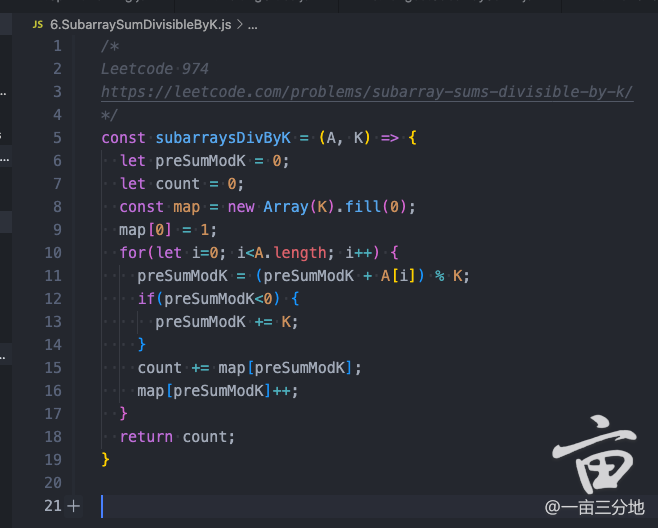 JS 6.SubarraySumDivisibleByK.js > ...
1 /*
2 Leetcode 974
3 https://leetcode.com/problems/subarray-sums-divisible-by-k/
4 */
5 const subarraysDivByK = (A, K) => {
6   let preSumModK = 0;
7   let count = 0;
8   const map = new Array(K).fill(0);
9   map[0] = 1;
10   for(let i=0; i<A.length; i++) {
11     preSumModK = (preSumModK + A[i]) % K;
12     if(preSumModK<0) {
13       preSumModK += K;
14     }
15     count += map[preSumModK];
16     map[preSumModK]++;
17   }
18   return count;
19 }
20
21
亩
@一亩三分地